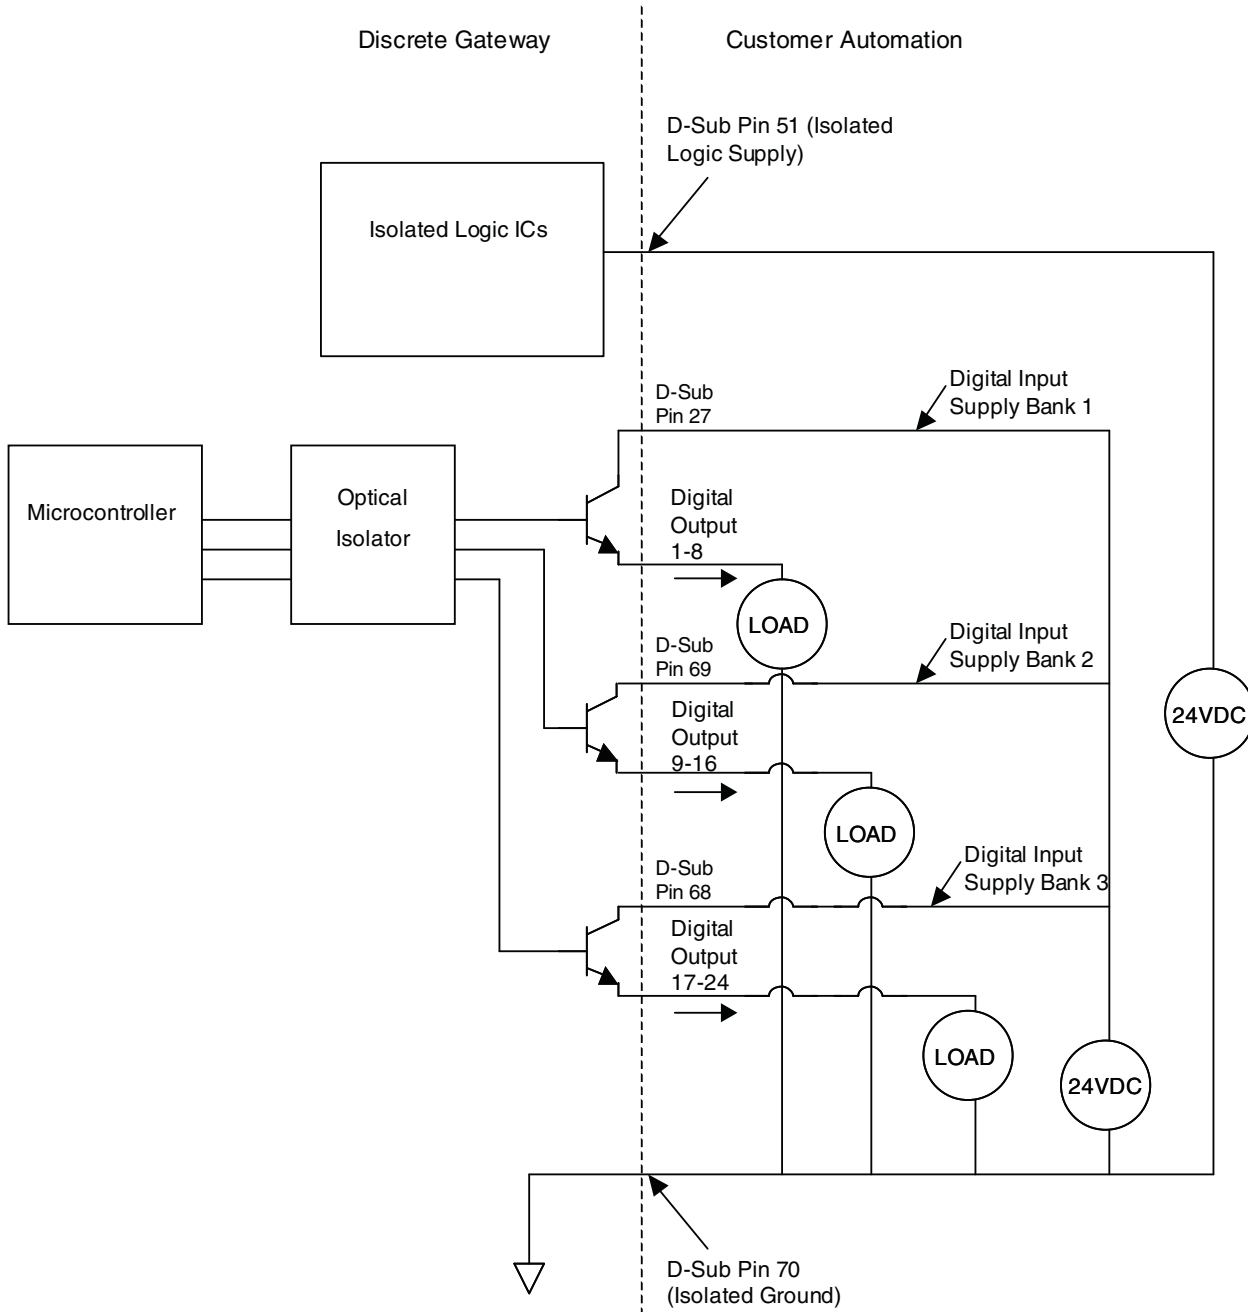 Discrete Gateway
Customer Automation
D-Sub Pin 51 (Isolated
Logic Supply)
Isolated Logic ICs
D-Sub
Pin 27
Digital Input
Supply Bank 1
Microcontroller
Optical
Isolator
Digital
Output
1-8
LOAD
D-Sub
Pin 69
Digital Input
Supply Bank 2
24VDC
Digital
Output
9-16
LOAD
D-Sub
Pin 68
Digital Input
Supply Bank 3
Digital
Output
17-24
LOAD
24VDC
D-Sub Pin 70
(Isolated Ground)